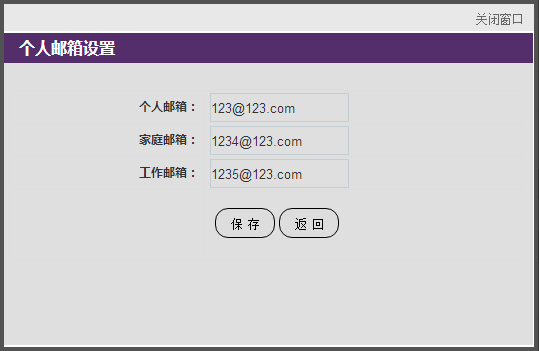 关闭窗口
个人邮箱设置
个人邮箱： 123@123.com
家庭邮箱： 1234@123.com
工作邮箱： 1235@123.com
保 存 返 回